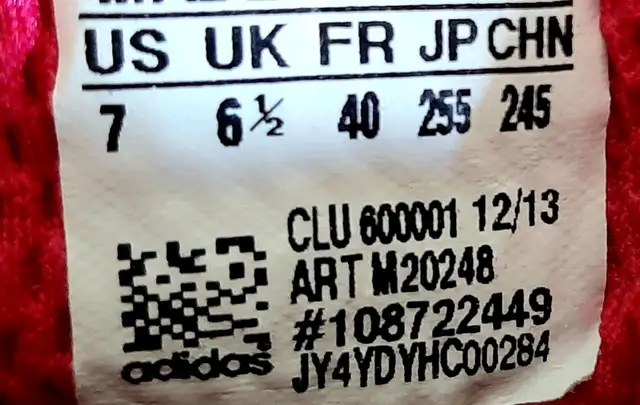 US UK FR JP CHN
7 6½ 40 255 245
CLU 600001 12/13
ART M20248
#108722449
JY4YDYHC00284
adidas